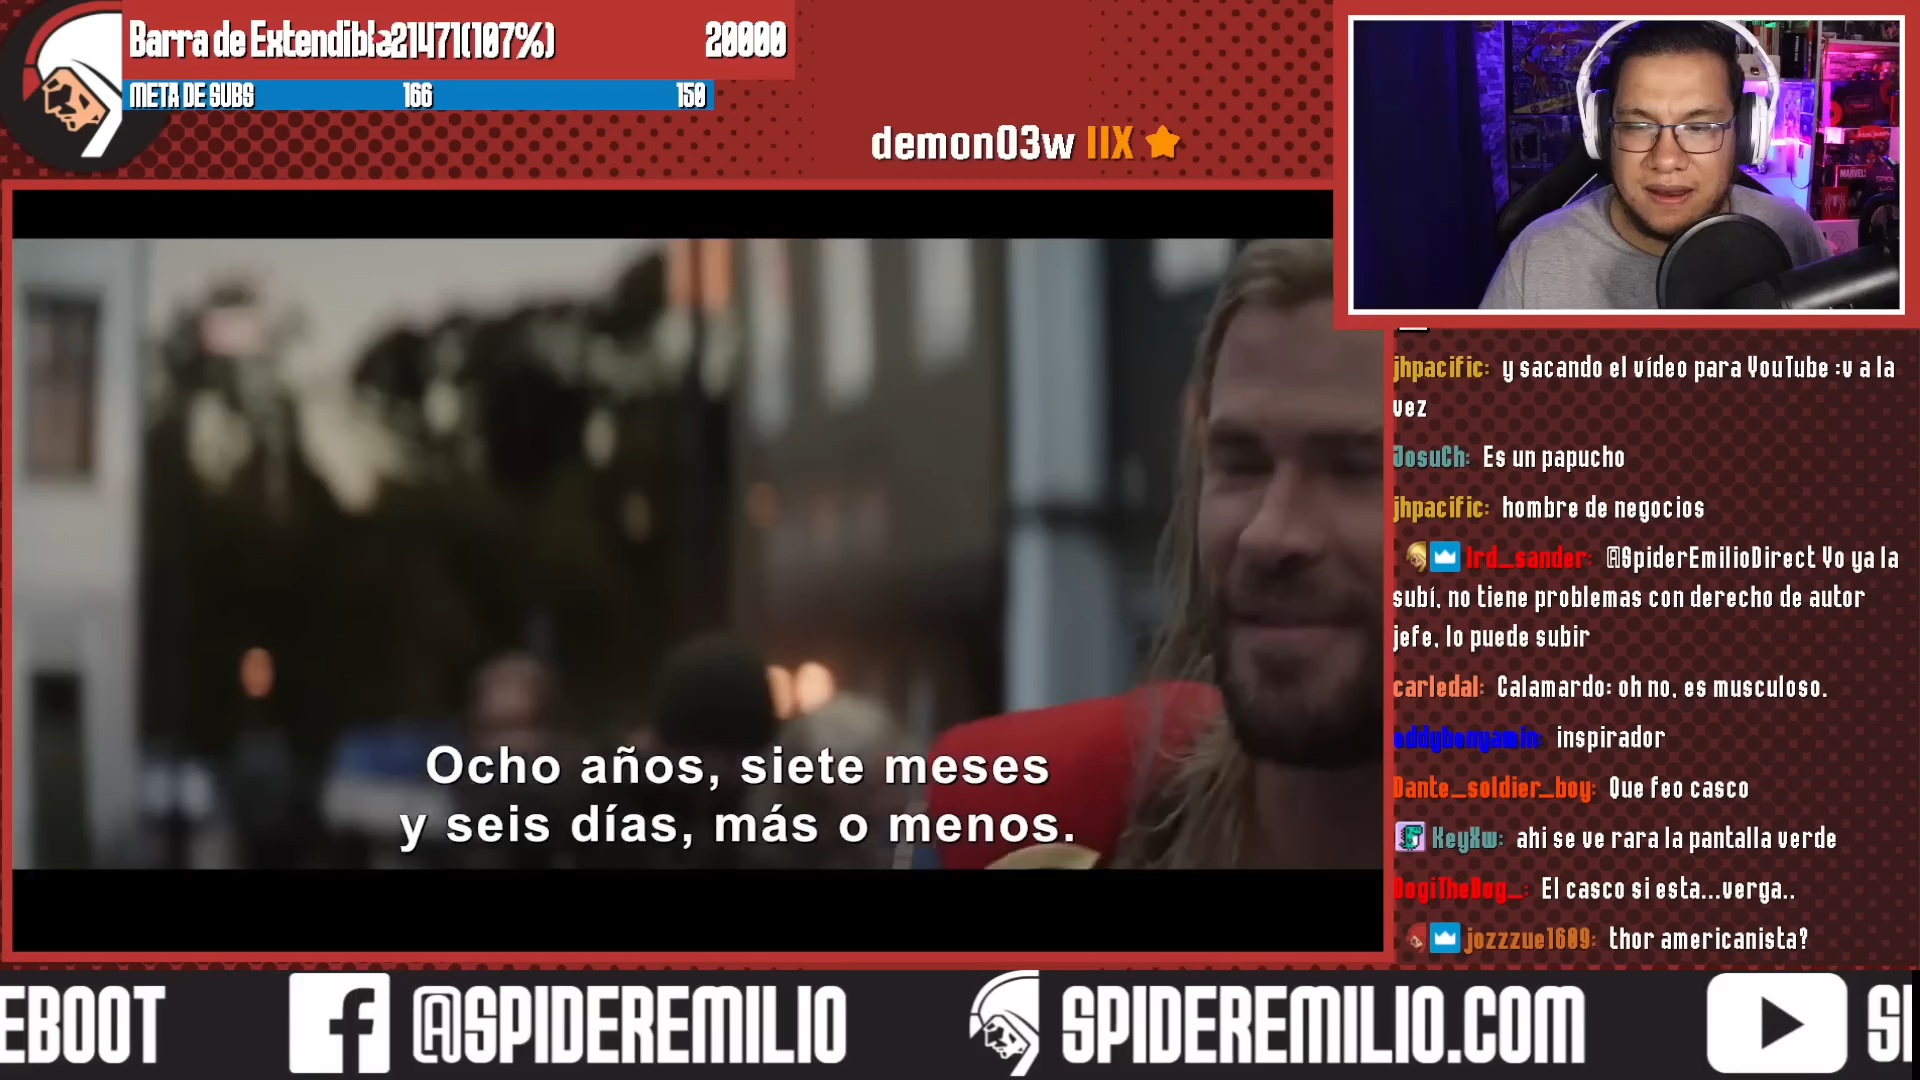 Barra de Extendible 21471(107%) 20000
META DE SUBS 166 150
demon03w IIX
Ocho años, siete meses
y seis días, más o menos.
jhpacific: y sacando el vídeo para YouTube :v a la
vez
JosuCh: Es un papucho
jhpacific: hombre de negocios
lrd_sander: @SpiderEmilioDirect Yo ya la
subí, no tiene problemas con derecho de autor
jefe, lo puede subir
carledal: Calamardo: oh no, es musculoso.
eddybenyamin: inspirador
Dante_soldier_boy: Que feo casco
KeyXw: ahi se ve rara la pantalla verde
DogiTheDog_: El casco si esta...verga..
jozzzue1609: thor americanista?
MARVEL
EBOOT @SPIDEREMILIO SPIDEREMILIO.COM